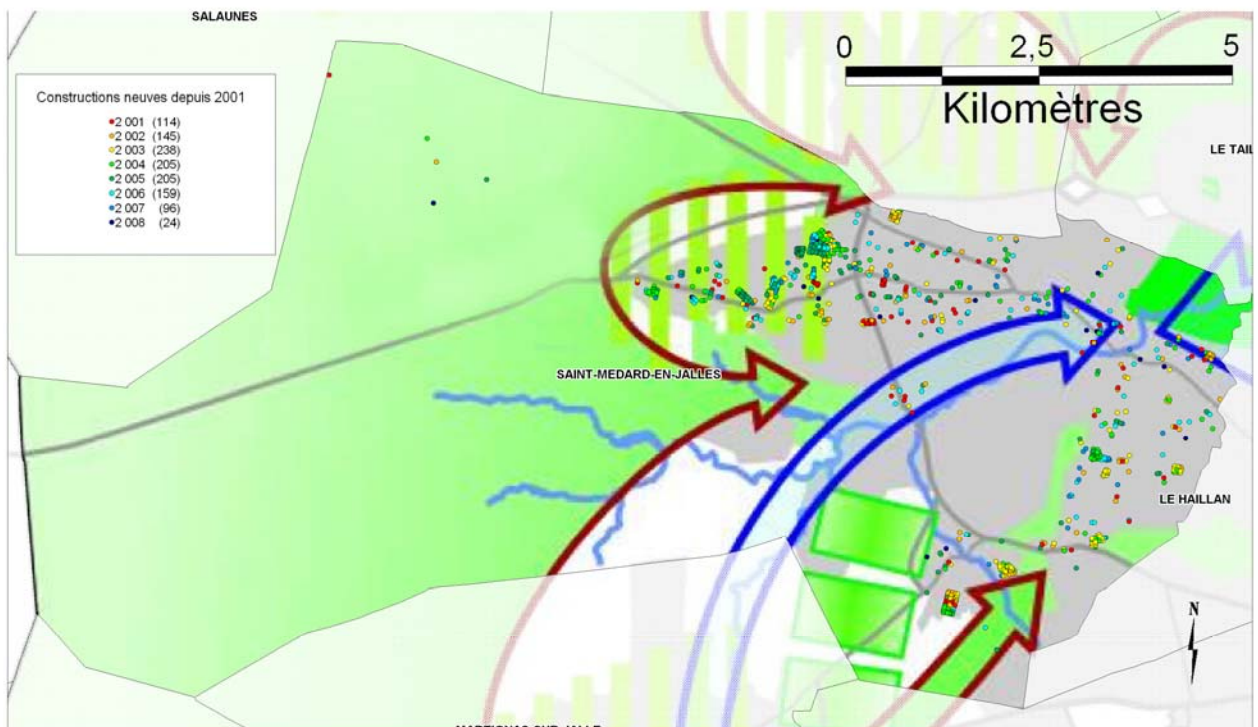 SALAUNES
0 2,5 5
Kilomètres
Constructions neuves depuis 2001
2 001 (114)
2 002 (145)
2 003 (238)
2 004 (205)
2 005 (205)
2 006 (159)
2 007 (96)
2 008 (24)
LE TAIL
SAINT-MEDARD-EN-JALLES
LE HAILLAN
N